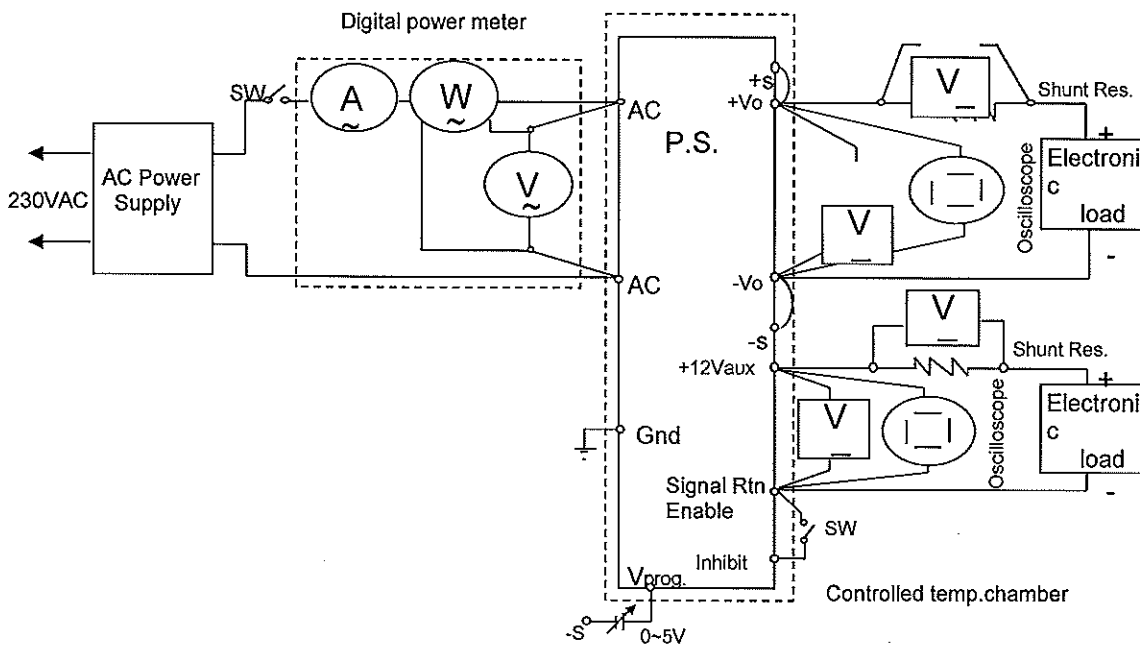 Digital power meter
SW
A
~
W
~
V
~
230VAC
AC Power
Supply
AC
AC
P.S.
+s
+Vo
-Vo
-s
+12Vaux
Gnd
Signal Rtn
Enable
Inhibit
Vprog.
-S
0~5V
V
Shunt Res.
+
Electroni
c
load
-
Oscilloscope
V
V
Shunt Res.
+
Electroni
c
load
-
Oscilloscope
V
SW
Controlled temp.chamber